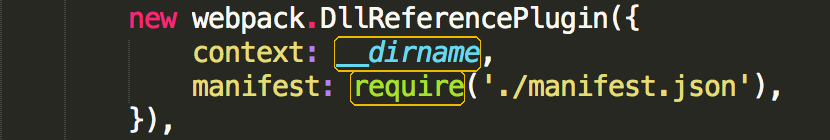 new webpack.DllReferencePlugin({
context: __dirname,
manifest: require('./manifest.json'),
}),